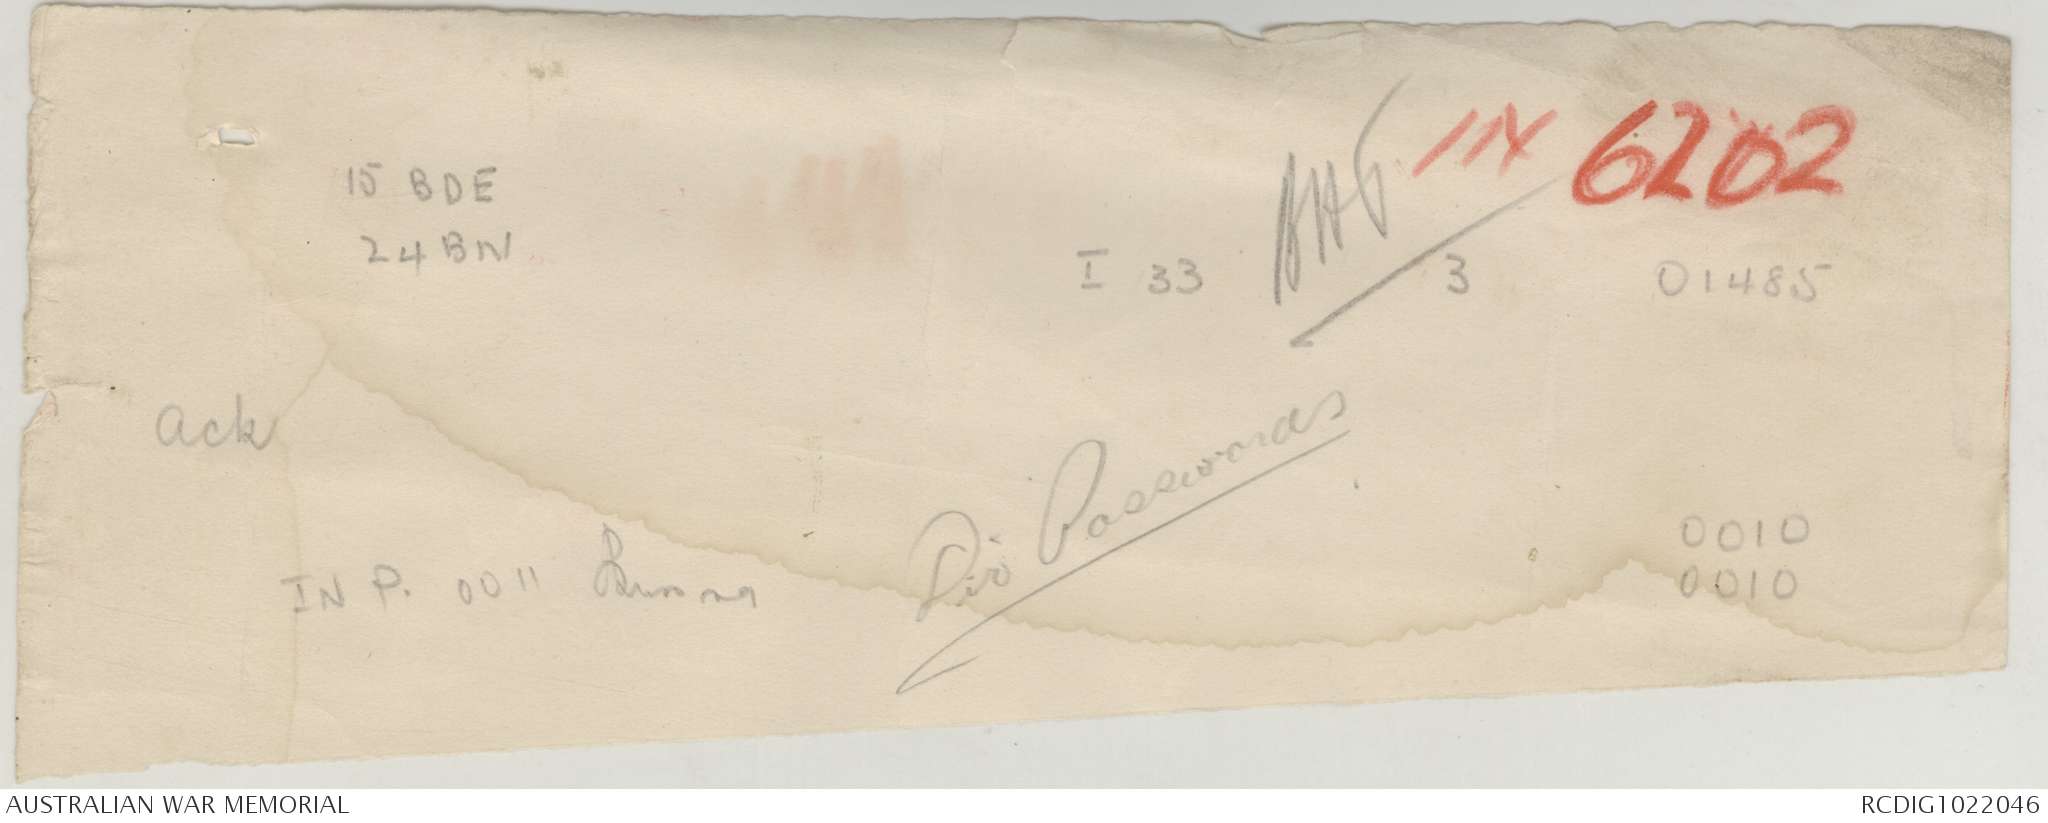 15 BDE
24 BN
I 33 3 01485
11X 6202
Ack
Div Passwords
0010
0010
IN P. 0011
AUSTRALIAN WAR MEMORIAL RCDIG1022046